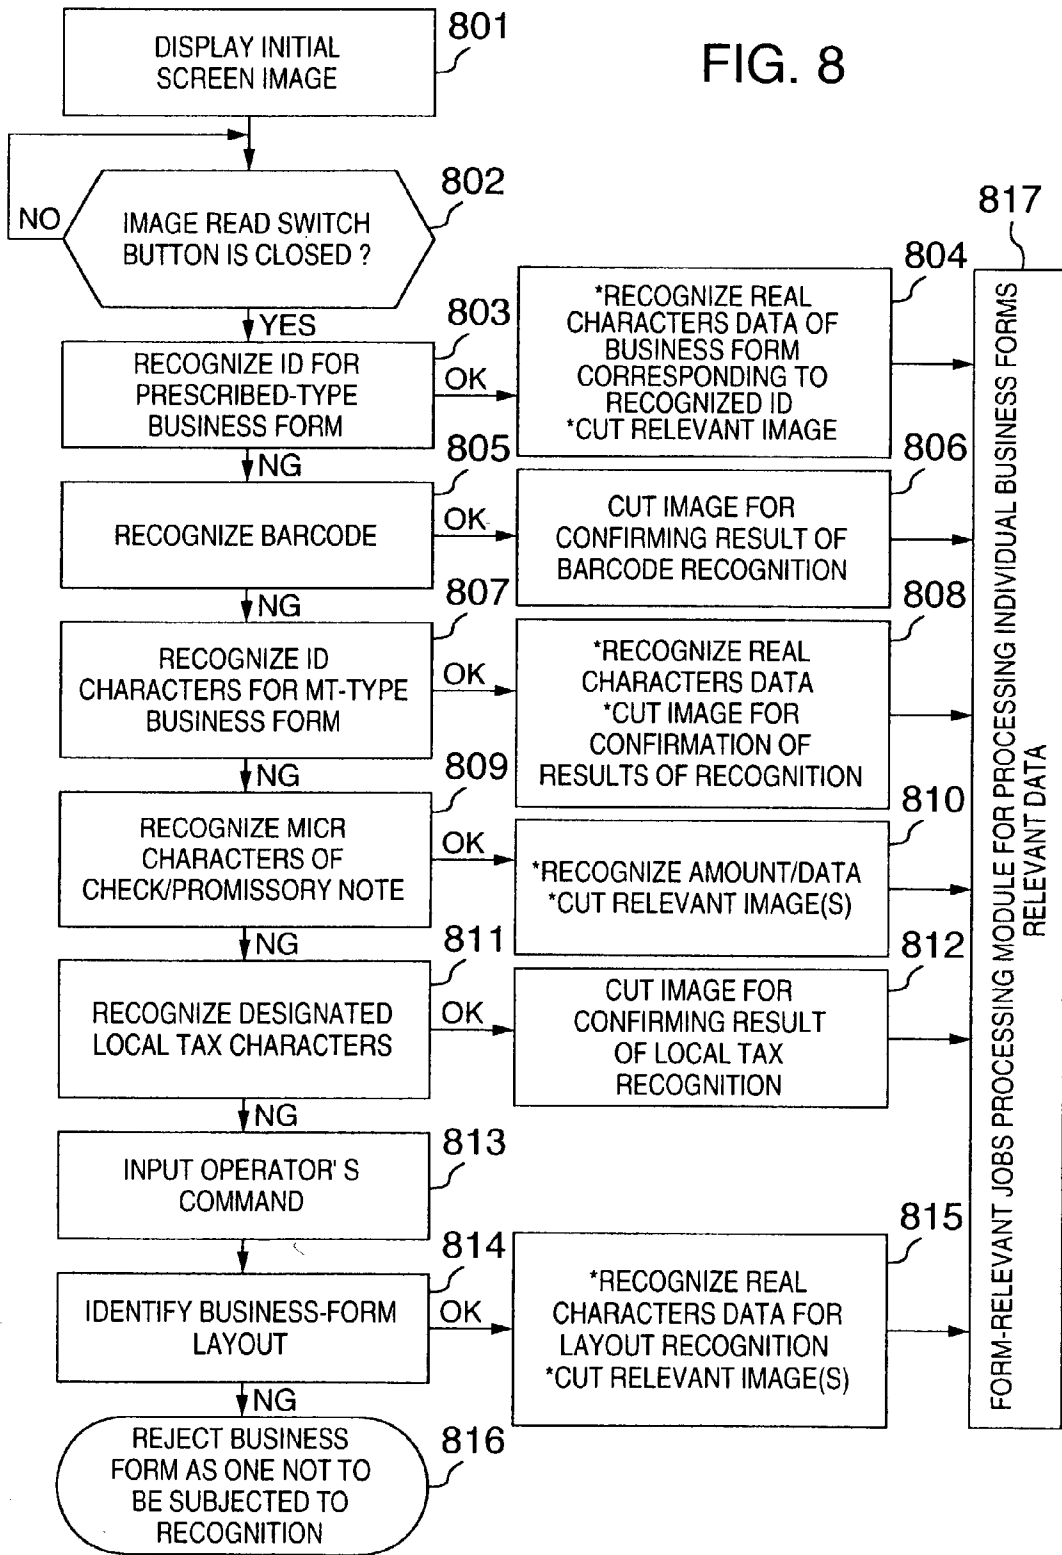 801
DISPLAY INITIAL
SCREEN IMAGE
FIG. 8
802
NO
IMAGE READ SWITCH
BUTTON IS CLOSED ?
YES
803
RECOGNIZE ID FOR
PRESCRIBED-TYPE
BUSINESS FORM
OK
804
*RECOGNIZE REAL
CHARACTERS DATA OF
BUSINESS FORM
CORRESPONDING TO
RECOGNIZED ID
*CUT RELEVANT IMAGE
NG
805
RECOGNIZE BARCODE
OK
806
CUT IMAGE FOR
CONFIRMING RESULT OF
BARCODE RECOGNITION
NG
807
RECOGNIZE ID
CHARACTERS FOR MT-TYPE
BUSINESS FORM
OK
808
*RECOGNIZE REAL
CHARACTERS DATA
*CUT IMAGE FOR
CONFIRMATION OF
RESULTS OF RECOGNITION
NG
809
RECOGNIZE MICR
CHARACTERS OF
CHECK/PROMISSORY NOTE
OK
810
*RECOGNIZE AMOUNT/DATA
*CUT RELEVANT IMAGE(S)
NG
811
RECOGNIZE DESIGNATED
LOCAL TAX CHARACTERS
OK
812
CUT IMAGE FOR
CONFIRMING RESULT
OF LOCAL TAX
RECOGNITION
NG
813
INPUT OPERATOR' S
COMMAND
814
IDENTIFY BUSINESS-FORM
LAYOUT
OK
815
*RECOGNIZE REAL
CHARACTERS DATA FOR
LAYOUT RECOGNITION
*CUT RELEVANT IMAGE(S)
NG
816
REJECT BUSINESS
FORM AS ONE NOT TO
BE SUBJECTED TO
RECOGNITION
817
FORM-RELEVANT JOBS PROCESSING MODULE FOR PROCESSING INDIVIDUAL BUSINESS FORMS
RELEVANT DATA